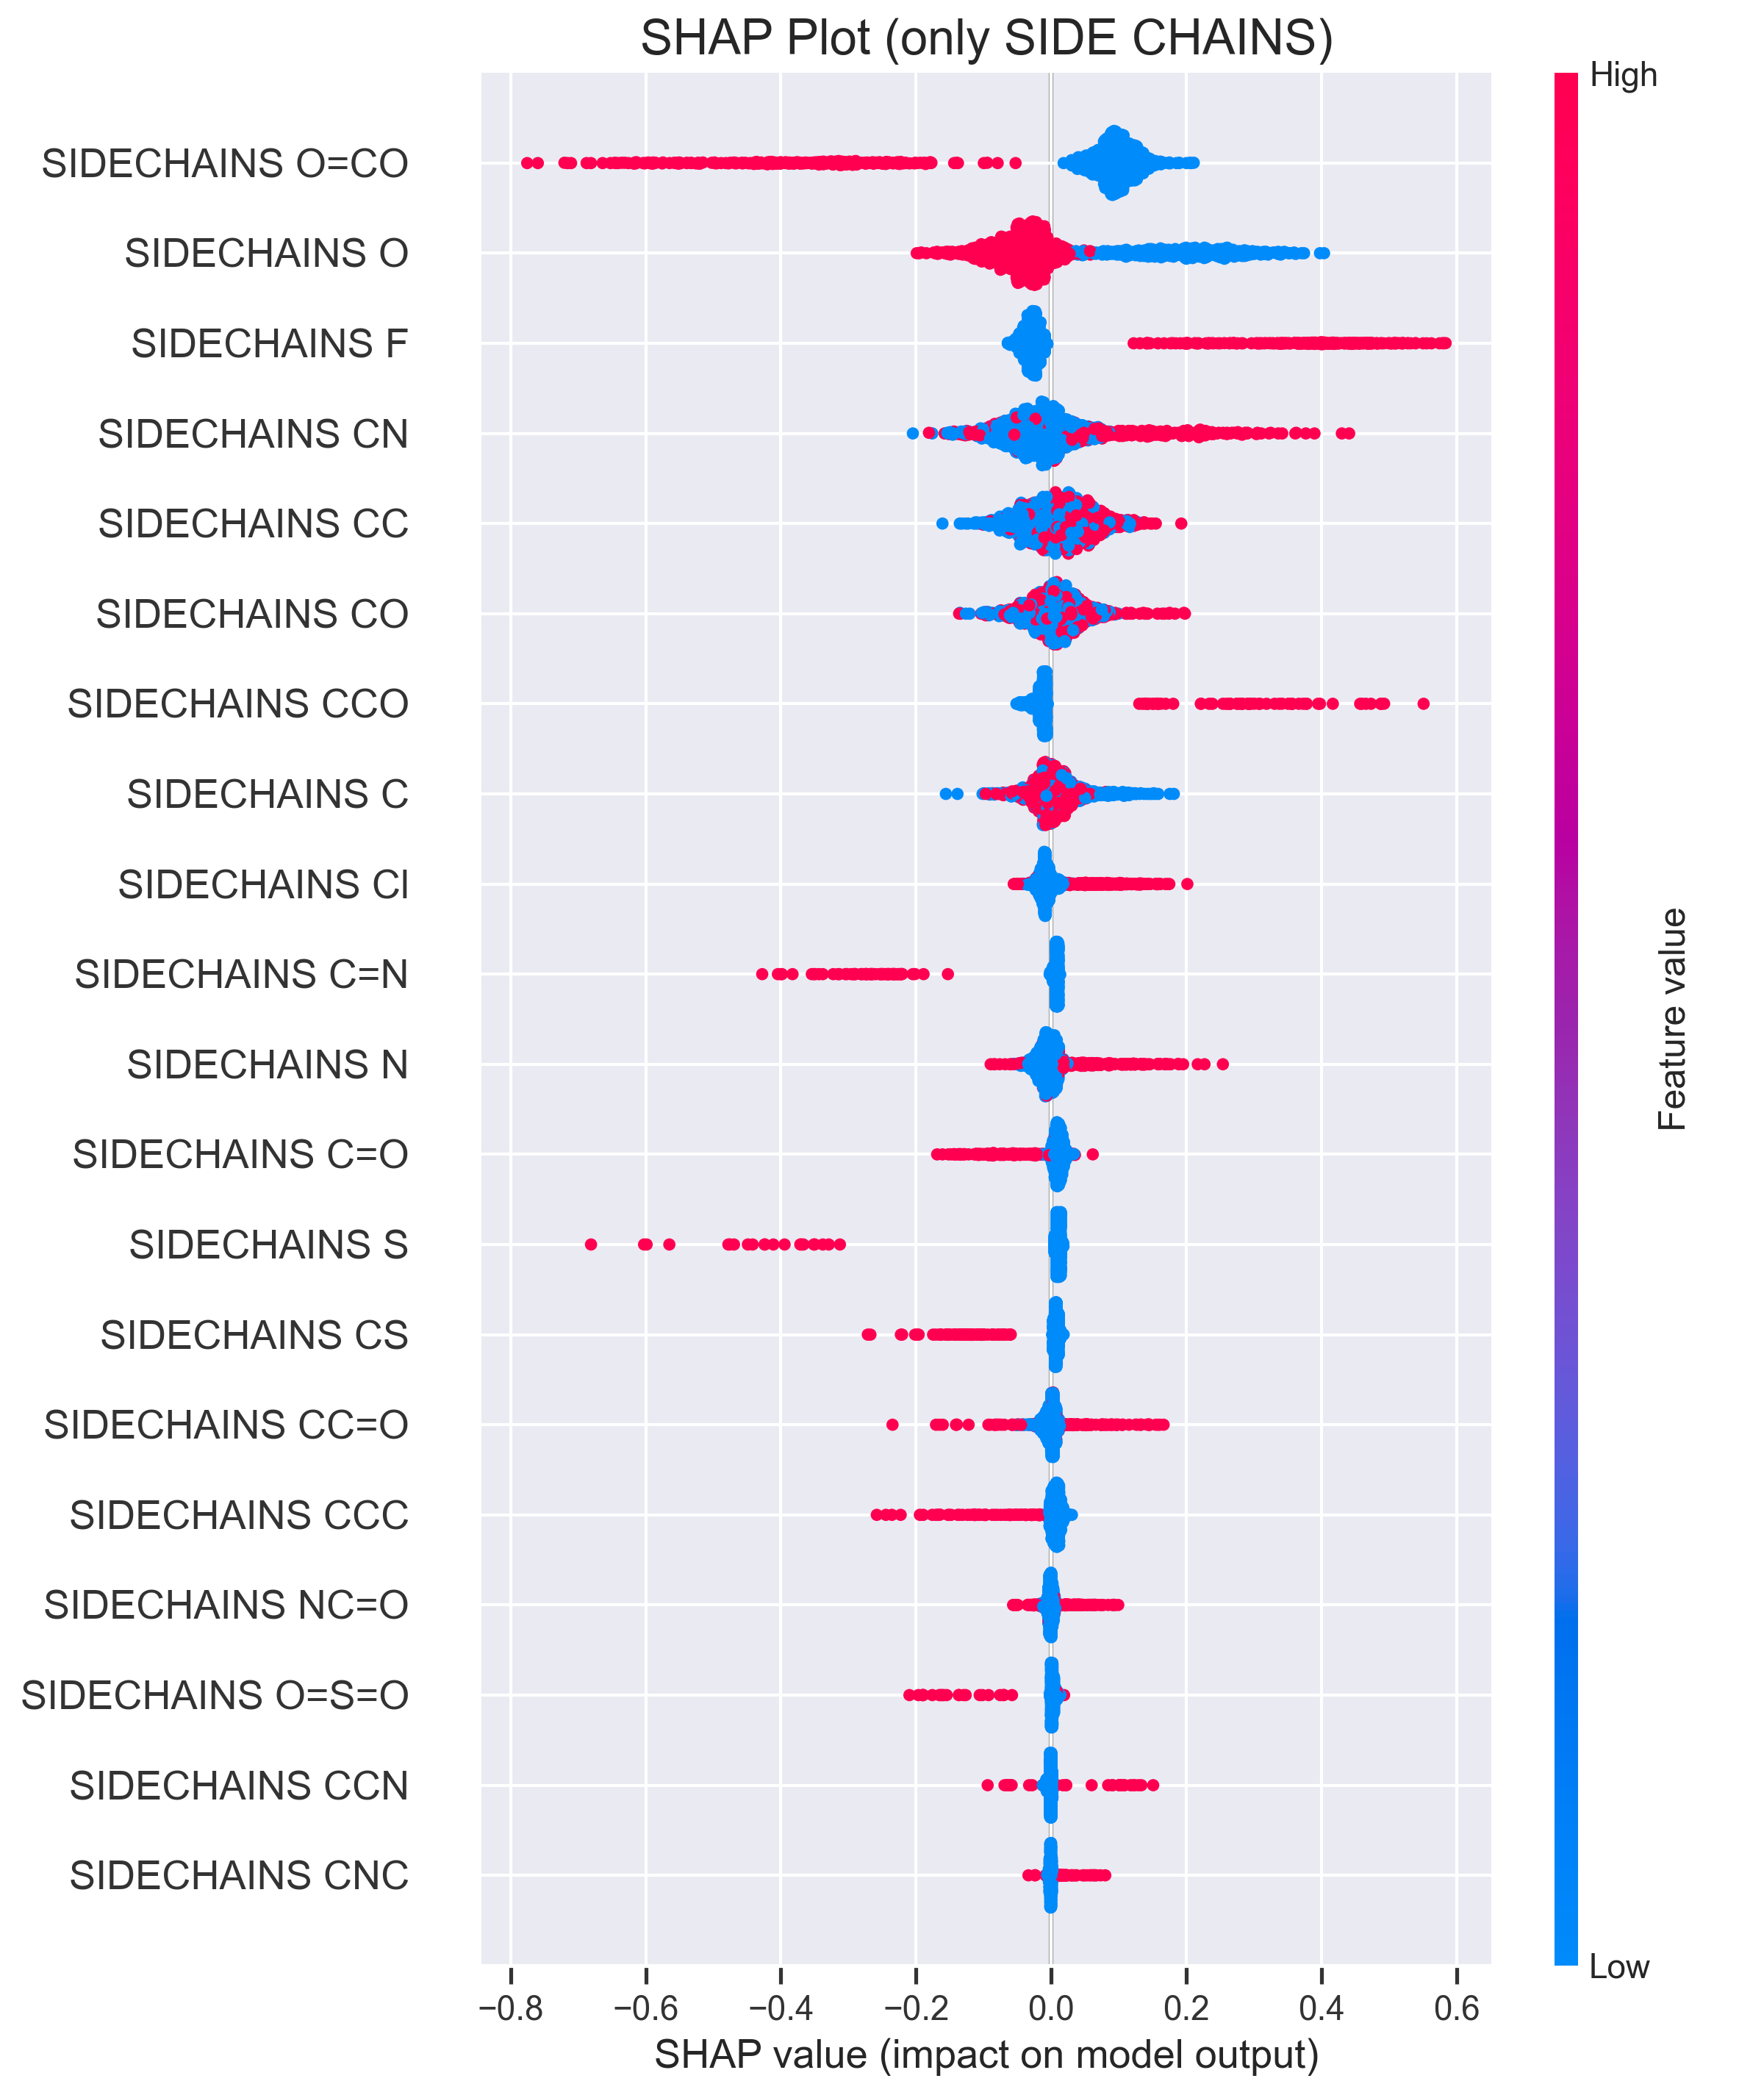 SHAP Plot (only SIDE CHAINS)
High
SIDECHAINS O=CO
SIDECHAINS O
SIDECHAINS F
SIDECHAINS CN
SIDECHAINS CC
SIDECHAINS CO
SIDECHAINS CCO
SIDECHAINS C
SIDECHAINS Cl
SIDECHAINS C=N
SIDECHAINS N
SIDECHAINS C=O
SIDECHAINS S
SIDECHAINS CS
SIDECHAINS CC=O
SIDECHAINS CCC
SIDECHAINS NC=O
SIDECHAINS O=S=O
SIDECHAINS CCN
SIDECHAINS CNC
Feature value
Low
−0.8 −0.6 −0.4 −0.2 0.0 0.2 0.4 0.6
SHAP value (impact on model output)